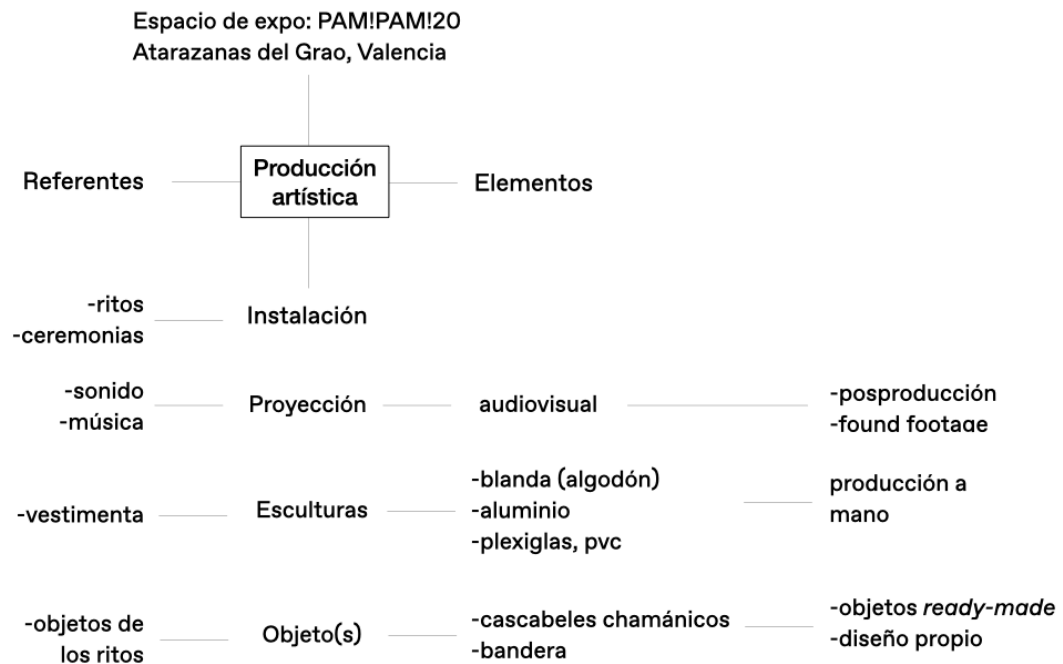 Espacio de expo: PAM!PAM!20
Atarazanas del Grao, Valencia
Referentes
Producción
artística
Elementos
-ritos
-ceremonias
Instalación
-sonido
-música
Proyección
audiovisual
-posproducción
-found footage
-vestimenta
Esculturas
-blanda (algodón)
-aluminio
-plexiglas, pvc
producción a
mano
-objetos de
los ritos
Objeto(s)
-cascabeles chamánicos
-bandera
-objetos ready-made
-diseño propio